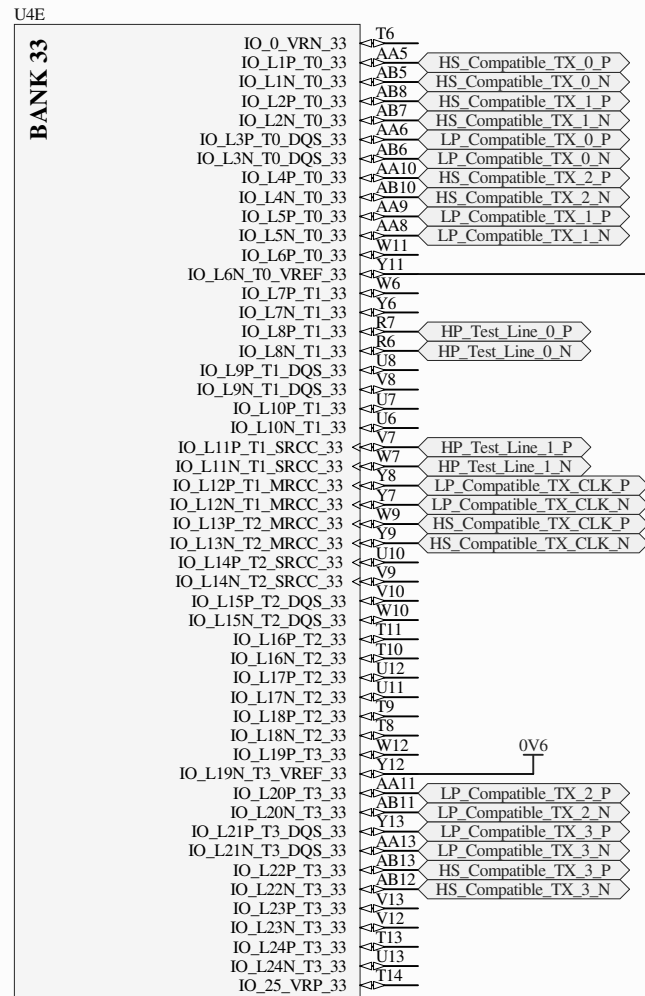 U4E
BANK 33
IO_0_VRN_33 T6
IO_L1P_T0_33 AA5 HS_Compatible_TX_0_P
IO_L1N_T0_33 AB5 HS_Compatible_TX_0_N
IO_L2P_T0_33 AB8 HS_Compatible_TX_1_P
IO_L2N_T0_33 AB7 HS_Compatible_TX_1_N
IO_L3P_T0_DQS_33 AA6 LP_Compatible_TX_0_P
IO_L3N_T0_DQS_33 AB6 LP_Compatible_TX_0_N
IO_L4P_T0_33 AA10 HS_Compatible_TX_2_P
IO_L4N_T0_33 AB10 HS_Compatible_TX_2_N
IO_L5P_T0_33 AA9 LP_Compatible_TX_1_P
IO_L5N_T0_33 AA8 LP_Compatible_TX_1_N
IO_L6P_T0_33 W11
IO_L6N_T0_VREF_33 Y11
IO_L7P_T1_33 W6
IO_L7N_T1_33 Y6
IO_L8P_T1_33 R7 HP_Test_Line_0_P
IO_L8N_T1_33 R6 HP_Test_Line_0_N
IO_L9P_T1_DQS_33 U8
IO_L9N_T1_DQS_33 V8
IO_L10P_T1_33 U7
IO_L10N_T1_33 U6
IO_L11P_T1_SRCC_33 V7 HP_Test_Line_1_P
IO_L11N_T1_SRCC_33 W7 HP_Test_Line_1_N
IO_L12P_T1_MRCC_33 Y8 LP_Compatible_TX_CLK_P
IO_L12N_T1_MRCC_33 Y7 LP_Compatible_TX_CLK_N
IO_L13P_T2_MRCC_33 W9 HS_Compatible_TX_CLK_P
IO_L13N_T2_MRCC_33 Y9 HS_Compatible_TX_CLK_N
IO_L14P_T2_SRCC_33 U10
IO_L14N_T2_SRCC_33 V9
IO_L15P_T2_DQS_33 V10
IO_L15N_T2_DQS_33 W10
IO_L16P_T2_33 T11
IO_L16N_T2_33 T10
IO_L17P_T2_33 U12
IO_L17N_T2_33 U11
IO_L18P_T2_33 T9
IO_L18N_T2_33 T8
IO_L19P_T3_33 W12 0V6
IO_L19N_T3_VREF_33 Y12
IO_L20P_T3_33 AA11 LP_Compatible_TX_2_P
IO_L20N_T3_33 AB11 LP_Compatible_TX_2_N
IO_L21P_T3_DQS_33 Y13 LP_Compatible_TX_3_P
IO_L21N_T3_DQS_33 AA13 LP_Compatible_TX_3_N
IO_L22P_T3_33 AB13 HS_Compatible_TX_3_P
IO_L22N_T3_33 AB12 HS_Compatible_TX_3_N
IO_L23P_T3_33 V13
IO_L23N_T3_33 V12
IO_L24P_T3_33 T13
IO_L24N_T3_33 U13
IO_25_VRP_33 T14